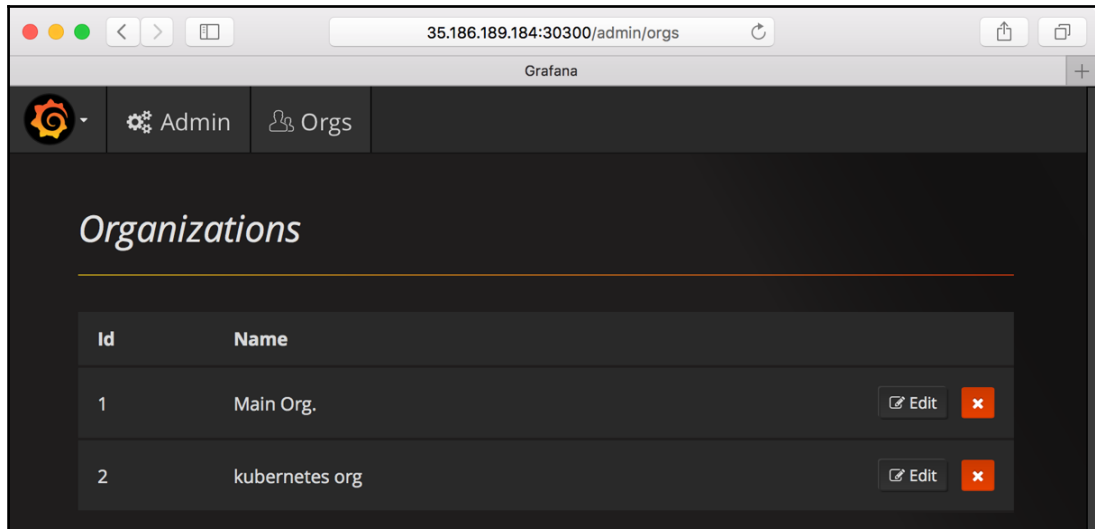 35.186.189.184:30300/admin/orgs
Grafana
Admin Orgs
Organizations
Id Name
1 Main Org. Edit
2 kubernetes org Edit